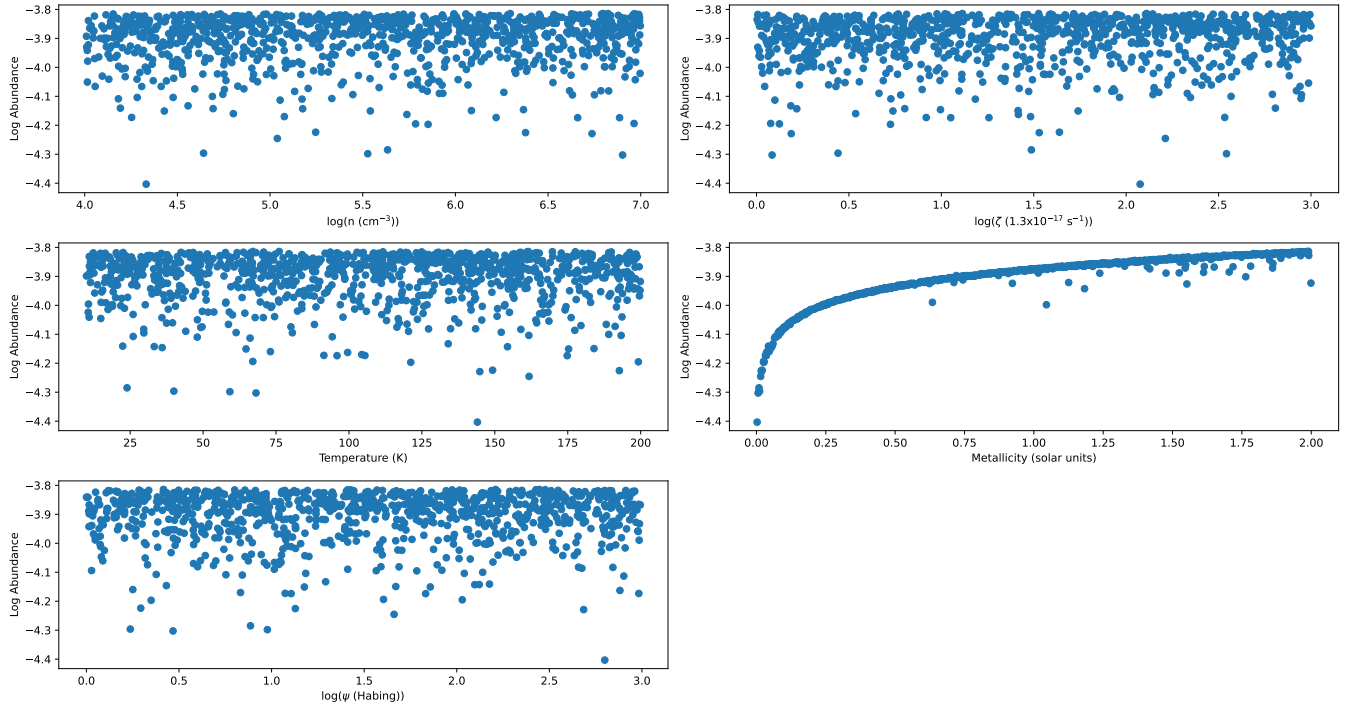 −3.8
−3.9
−4.0
−4.1
−4.2
−4.3
−4.4
Log Abundance
4.0 4.5 5.0 5.5 6.0 6.5 7.0
log(n (cm⁻³))
−3.8
−3.9
−4.0
−4.1
−4.2
−4.3
−4.4
Log Abundance
0.0 0.5 1.0 1.5 2.0 2.5 3.0
log(ζ (1.3x10⁻¹⁷ s⁻¹))
−3.8
−3.9
−4.0
−4.1
−4.2
−4.3
−4.4
Log Abundance
25 50 75 100 125 150 175 200
Temperature (K)
−3.8
−3.9
−4.0
−4.1
−4.2
−4.3
−4.4
Log Abundance
0.00 0.25 0.50 0.75 1.00 1.25 1.50 1.75 2.00
Metallicity (solar units)
−3.8
−3.9
−4.0
−4.1
−4.2
−4.3
−4.4
Log Abundance
0.0 0.5 1.0 1.5 2.0 2.5 3.0
log(ψ (Habing))